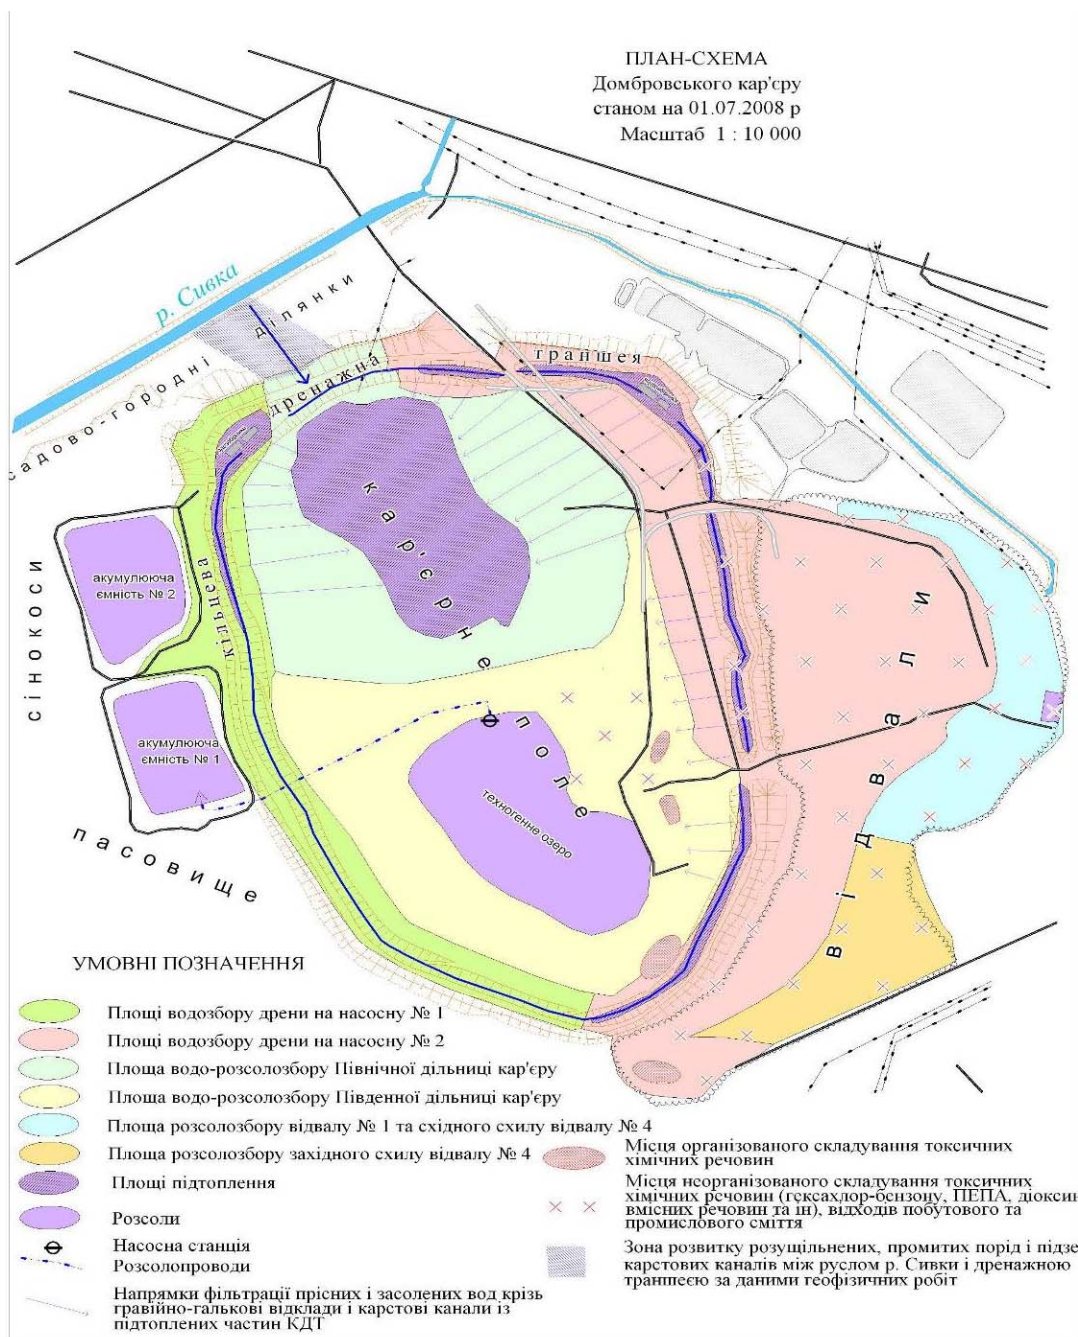 ПЛАН-СХЕМА
Домбровського кар'єру
станом на 01.07.2008 р
Масштаб 1 : 10 000
р. Сивка
садово-городні ділянки
дренажна
траншея
кільцева
кар'єрне
поле
сінокоси
акумулююча
ємність № 2
акумулююча
ємність № 1
техногенне озеро
пасовище
відвали
УМОВНІ ПОЗНАЧЕННЯ
Площі водозбору дрени на насосну № 1
Площі водозбору дрени на насосну № 2
Площа водо-розсолозбору Північної дільниці кар'єру
Площа водо-розсолозбору Південної дільниці кар'єру
Площа розсолозбору відвалу № 1 та східного схилу відвалу № 4
Площа розсолозбору західного схилу відвалу № 4
Площі підтоплення
Розсоли
Насосна станція
Розсолопроводи
Напрямки фільтрації прісних і засолених вод крізь
гравійно-галькові відклади і карстові канали із
підтоплених частин КДТ
Місця організованого складування токсичних
хімічних речовин
Місця неорганізованого складування токсичних
хімічних речовин (гексахлор-бензону, ПЕПА, діоксин
вмісних речовин та ін), відходів побутового та
промислового сміття
Зона розвитку розущільнених, промитих порід і підзе
карстових каналів між руслом р. Сивки і дренажною
траншеєю за даними геофізичних робіт